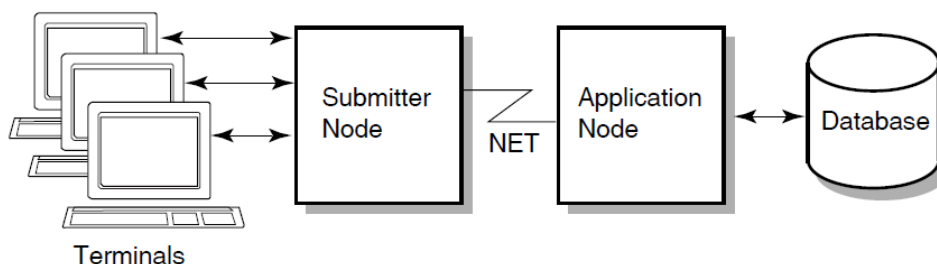 Submitter
Node
NET
Application
Node
Database
Terminals